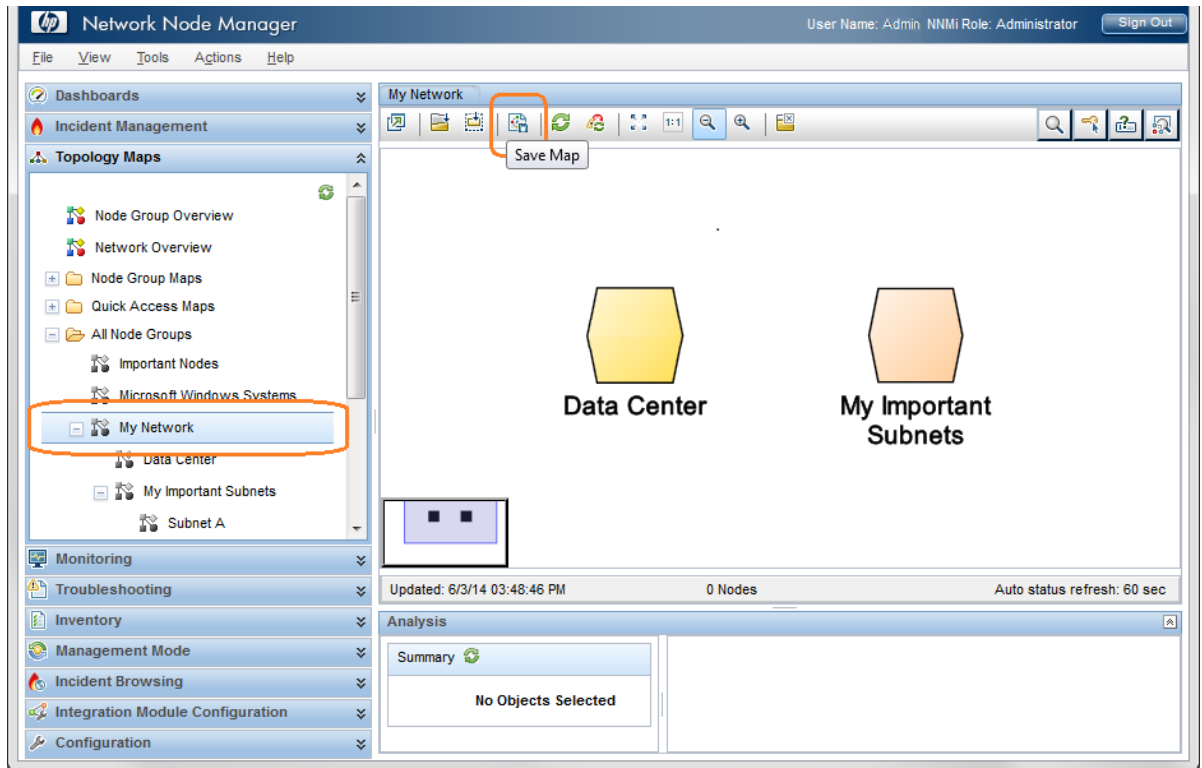 hp Network Node Manager
User Name: Admin NNMi Role: Administrator
Sign Out
File View Tools Actions Help
Dashboards
Incident Management
Topology Maps
Node Group Overview
Network Overview
Node Group Maps
Quick Access Maps
All Node Groups
Important Nodes
Microsoft Windows Systems
My Network
Data Center
My Important Subnets
Subnet A
Monitoring
Troubleshooting
Inventory
Management Mode
Incident Browsing
Integration Module Configuration
Configuration
My Network
1:1
Save Map
Data Center
My Important
Subnets
Updated: 6/3/14 03:48:46 PM
0 Nodes
Auto status refresh: 60 sec
Analysis
Summary
No Objects Selected